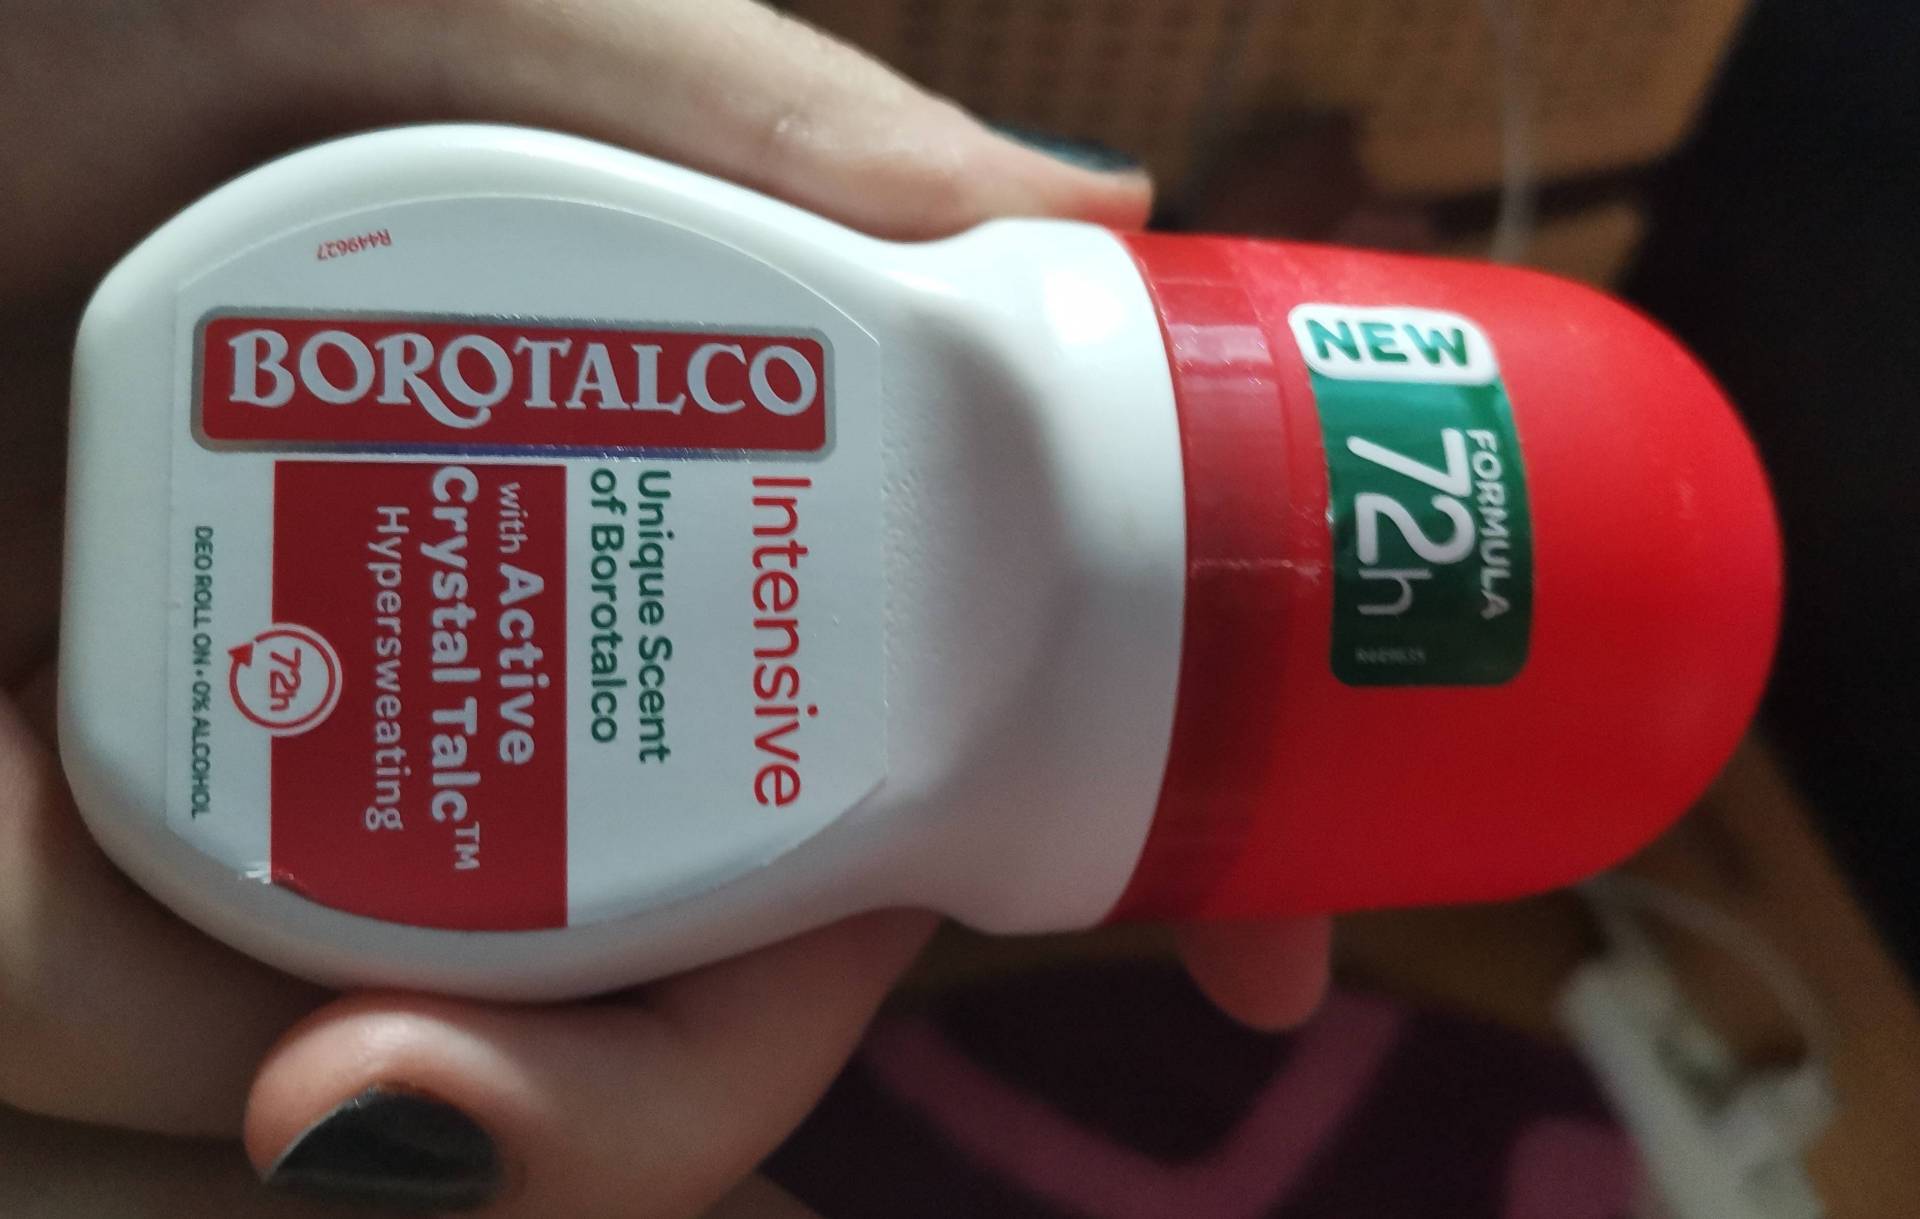 NEW
FORMULA
72h
Intensive
Unique Scent
of Borotalco
BOROTALCO
with Active
Crystal Talc™
Hypersweating
72h
DEO ROLL ON • 0% ALCOHOL
R449627